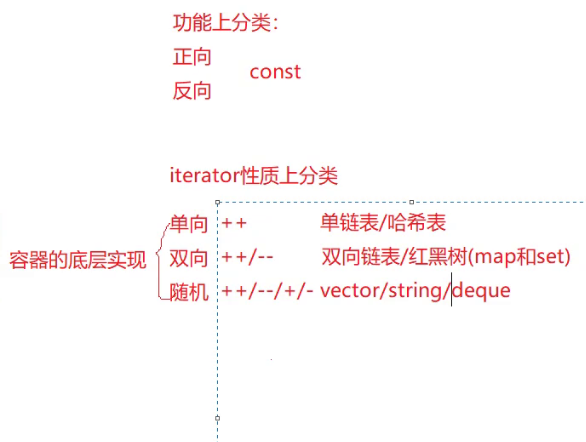 功能上分类：
正向
const
反向
iterator性质上分类
单向 ++ 单链表/哈希表
容器的底层实现 双向 ++/-- 双向链表/红黑树(map和set)
随机 ++/--/+/- vector/string/deque